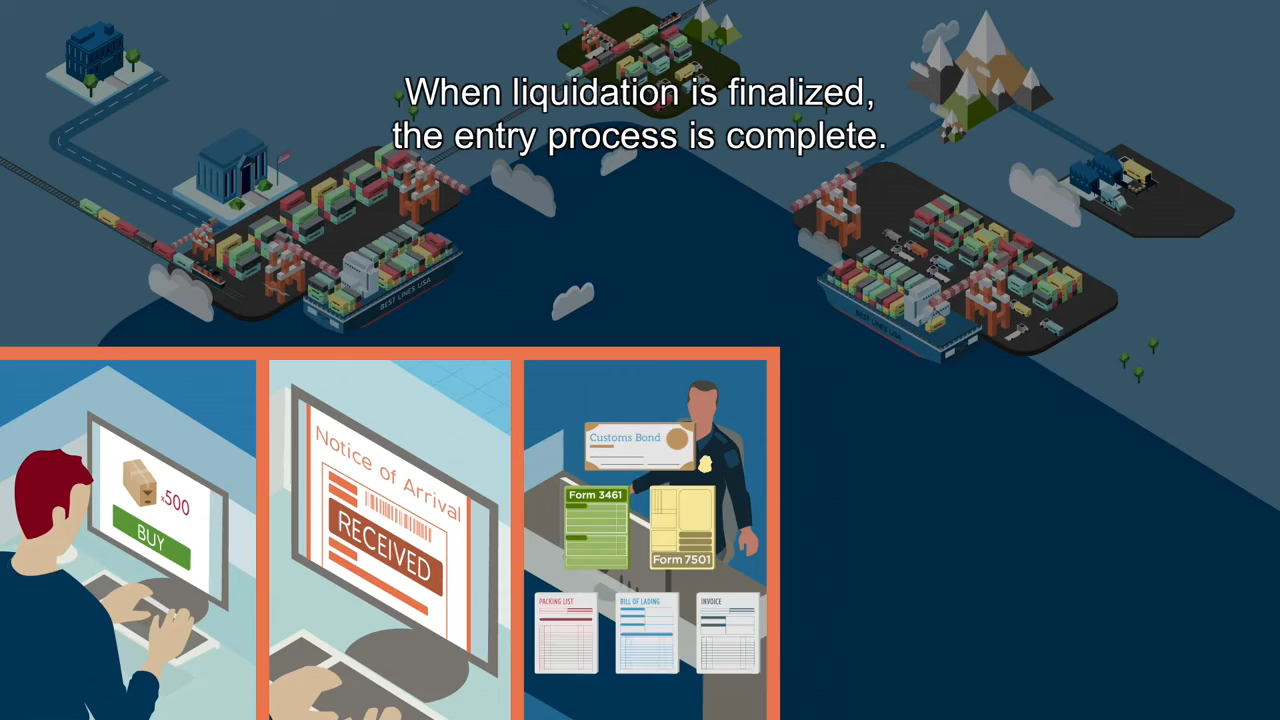 When liquidation is finalized,
the entry process is complete.
BEST LINES USA
BEST LINES USA
x500
BUY
Notice of Arrival
RECEIVED
Customs Bond
Form 3461
Form 7501
PACKING LIST
BILL OF LADING
INVOICE